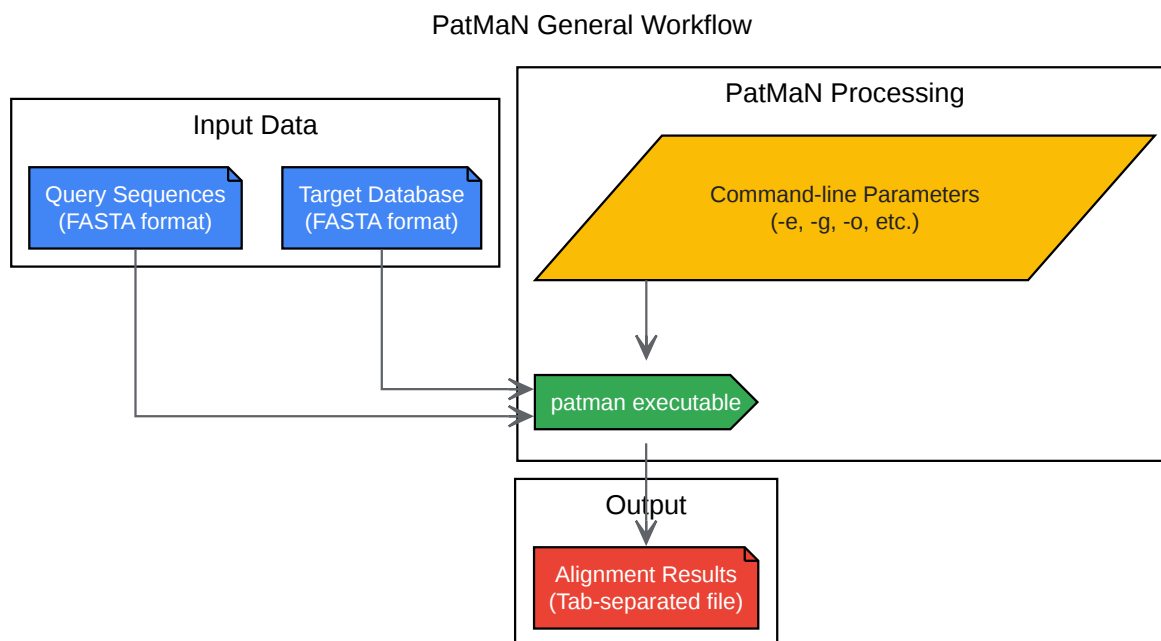 PatMaN General Workflow
PatMaN Processing
Input Data
Query Sequences
(FASTA format)
Target Database
(FASTA format)
Command-line Parameters
(-e, -g, -o, etc.)
patman executable
Output
Alignment Results
(Tab-separated file)